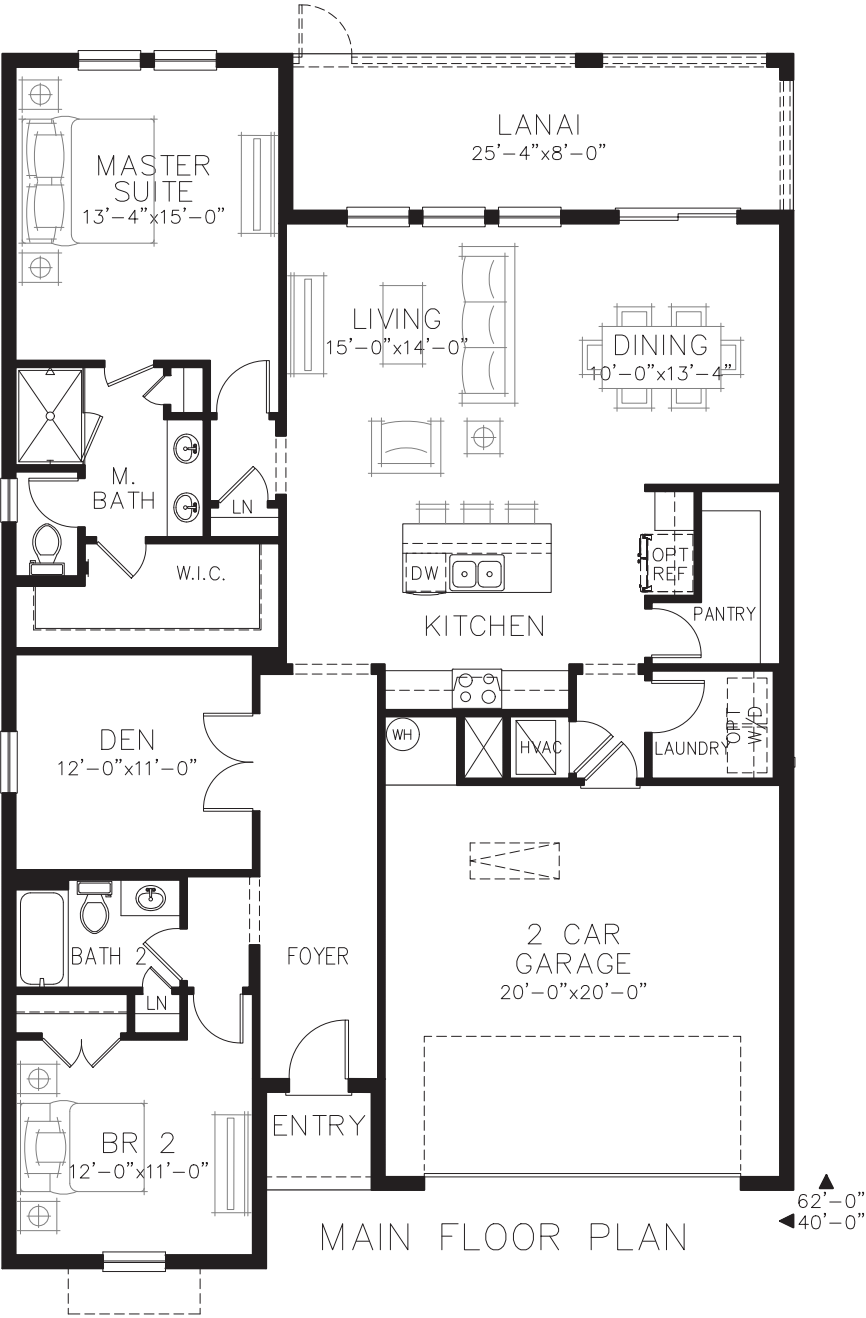 LANAI
25'-4"x8'-0"
MASTER
SUITE
13'-4"x15'-0"
LIVING
15'-0"x14'-0"
DINING
10'-0"x13'-4"
M.
BATH
LN
W.I.C.
DW
OPT
REF
KITCHEN
PANTRY
DEN
12'-0"x11'-0"
WH
HVAC
LAUNDRY
OPT
W/D
BATH 2
LN
FOYER
2 CAR
GARAGE
20'-0"x20'-0"
ENTRY
BR 2
12'-0"x11'-0"
62'-0"
40'-0"
MAIN FLOOR PLAN